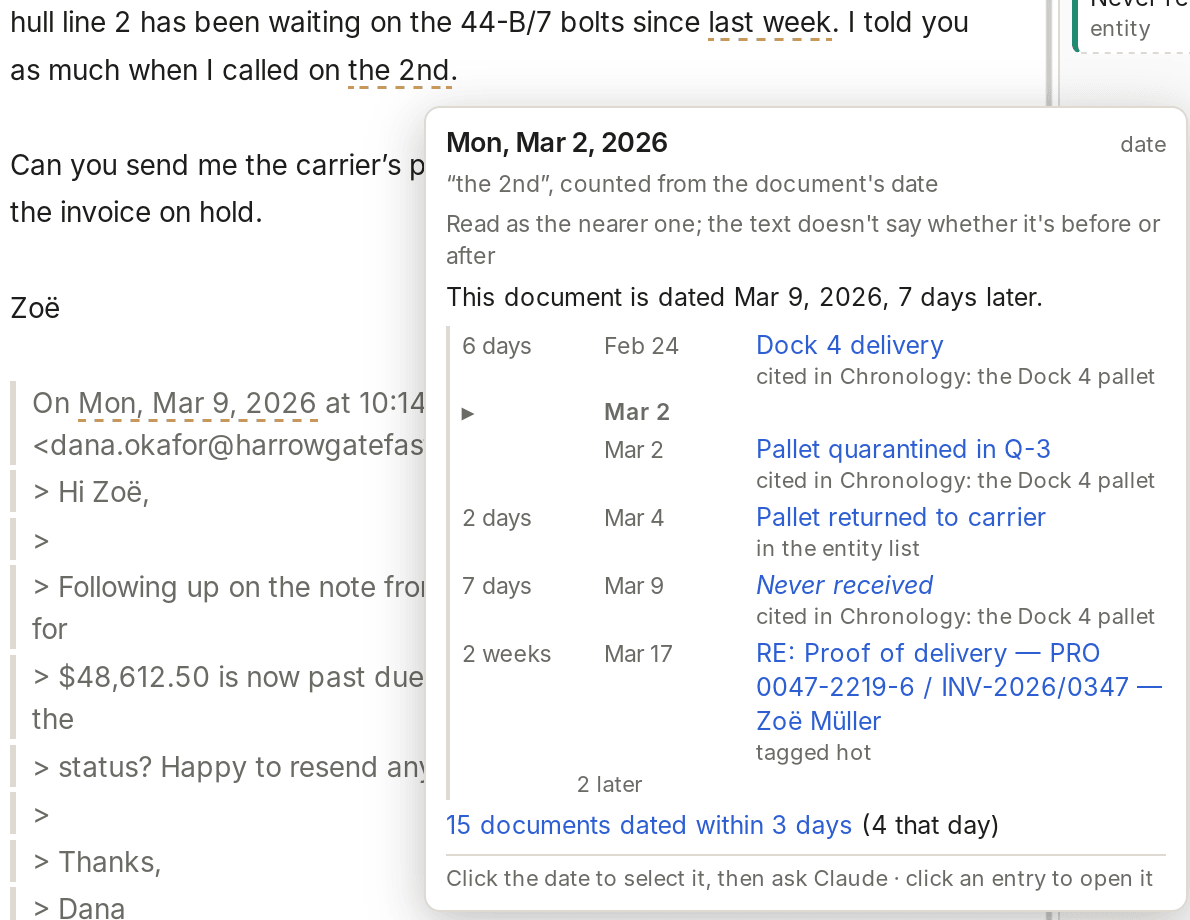 hull line 2 has been waiting on the 44-B/7 bolts since last week. I told you
as much when I called on the 2nd.
Can you send me the carrier's
the invoice on hold.
Zoë
On Mon, Mar 9, 2026 at 10:14
<dana.okafor@harrowgatefas
> Hi Zoë,
>
> Following up on the note
for
> $48,612.50 is now past due
the
> status? Happy to resend
>
> Thanks,
> Dana
entity
Mon, Mar 2, 2026 date
“the 2nd”, counted from the document's date
Read as the nearer one; the text doesn't say whether it's before or
after
This document is dated Mar 9, 2026, 7 days later.
6 days Feb 24 Dock 4 delivery
cited in Chronology: the Dock 4 pallet
▸ Mar 2
Mar 2 Pallet quarantined in Q-3
cited in Chronology: the Dock 4 pallet
2 days Mar 4 Pallet returned to carrier
in the entity list
7 days Mar 9 Never received
cited in Chronology: the Dock 4 pallet
2 weeks Mar 17 RE: Proof of delivery — PRO
0047-2219-6 / INV-2026/0347 —
Zoë Müller
tagged hot
2 later
15 documents dated within 3 days (4 that day)
Click the date to select it, then ask Claude · click an entry to open it